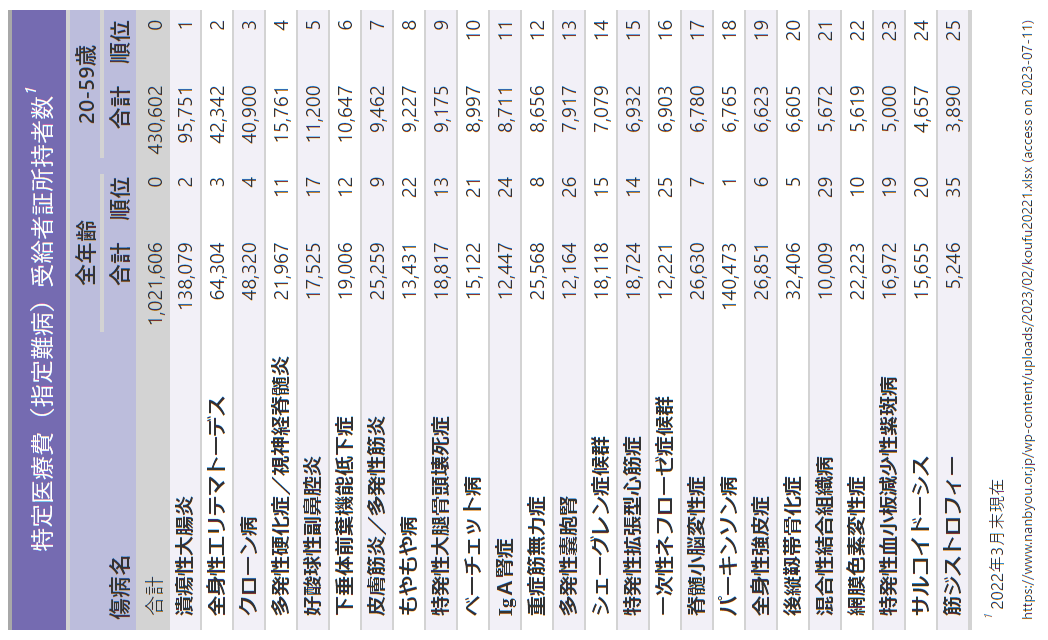 特定医療費（指定難病）受給者証所持者数1
全年齢 20-59歳
傷病名 合計 順位 合計 順位
合計 1,021,606 0 430,602 0
潰瘍性大腸炎 138,079 2 95,751 1
全身性エリテマトーデス 64,304 3 42,342 2
クローン病 48,320 4 40,900 3
多発性硬化症／視神経脊髄炎 21,967 11 15,761 4
好酸球性副鼻腔炎 17,525 17 11,200 5
下垂体前葉機能低下症 19,006 12 10,647 6
皮膚筋炎／多発性筋炎 25,259 9 9,462 7
もやもや病 13,431 22 9,227 8
特発性大腿骨頭壊死症 18,817 13 9,175 9
ベーチェット病 15,122 21 8,997 10
IgA腎症 12,447 24 8,711 11
重症筋無力症 25,568 8 8,656 12
多発性嚢胞腎 12,164 26 7,917 13
シェーグレン症候群 18,118 15 7,079 14
特発性拡張型心筋症 18,724 14 6,932 15
一次性ネフローゼ症候群 12,221 25 6,903 16
脊髄小脳変性症 26,630 7 6,780 17
パーキンソン病 140,473 1 6,765 18
全身性強皮症 26,851 6 6,623 19
後縦靱帯骨化症 32,406 5 6,605 20
混合性結合組織病 10,009 29 5,672 21
網膜色素変性症 22,223 10 5,619 22
特発性血小板減少性紫斑病 16,972 19 5,000 23
サルコイドーシス 15,655 20 4,657 24
筋ジストロフィー 5,246 35 3,890 25
1 2022年3月末現在
https://www.nanbyou.or.jp/wp-content/uploads/2023/02/koufu20221.xlsx (access on 2023-07-11)